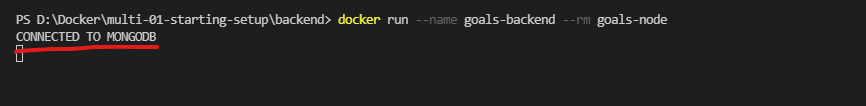 PS D:\Docker\multi-01-starting-setup\backend> docker run --name goals-backend --rm goals-node
CONNECTED TO MONGODB